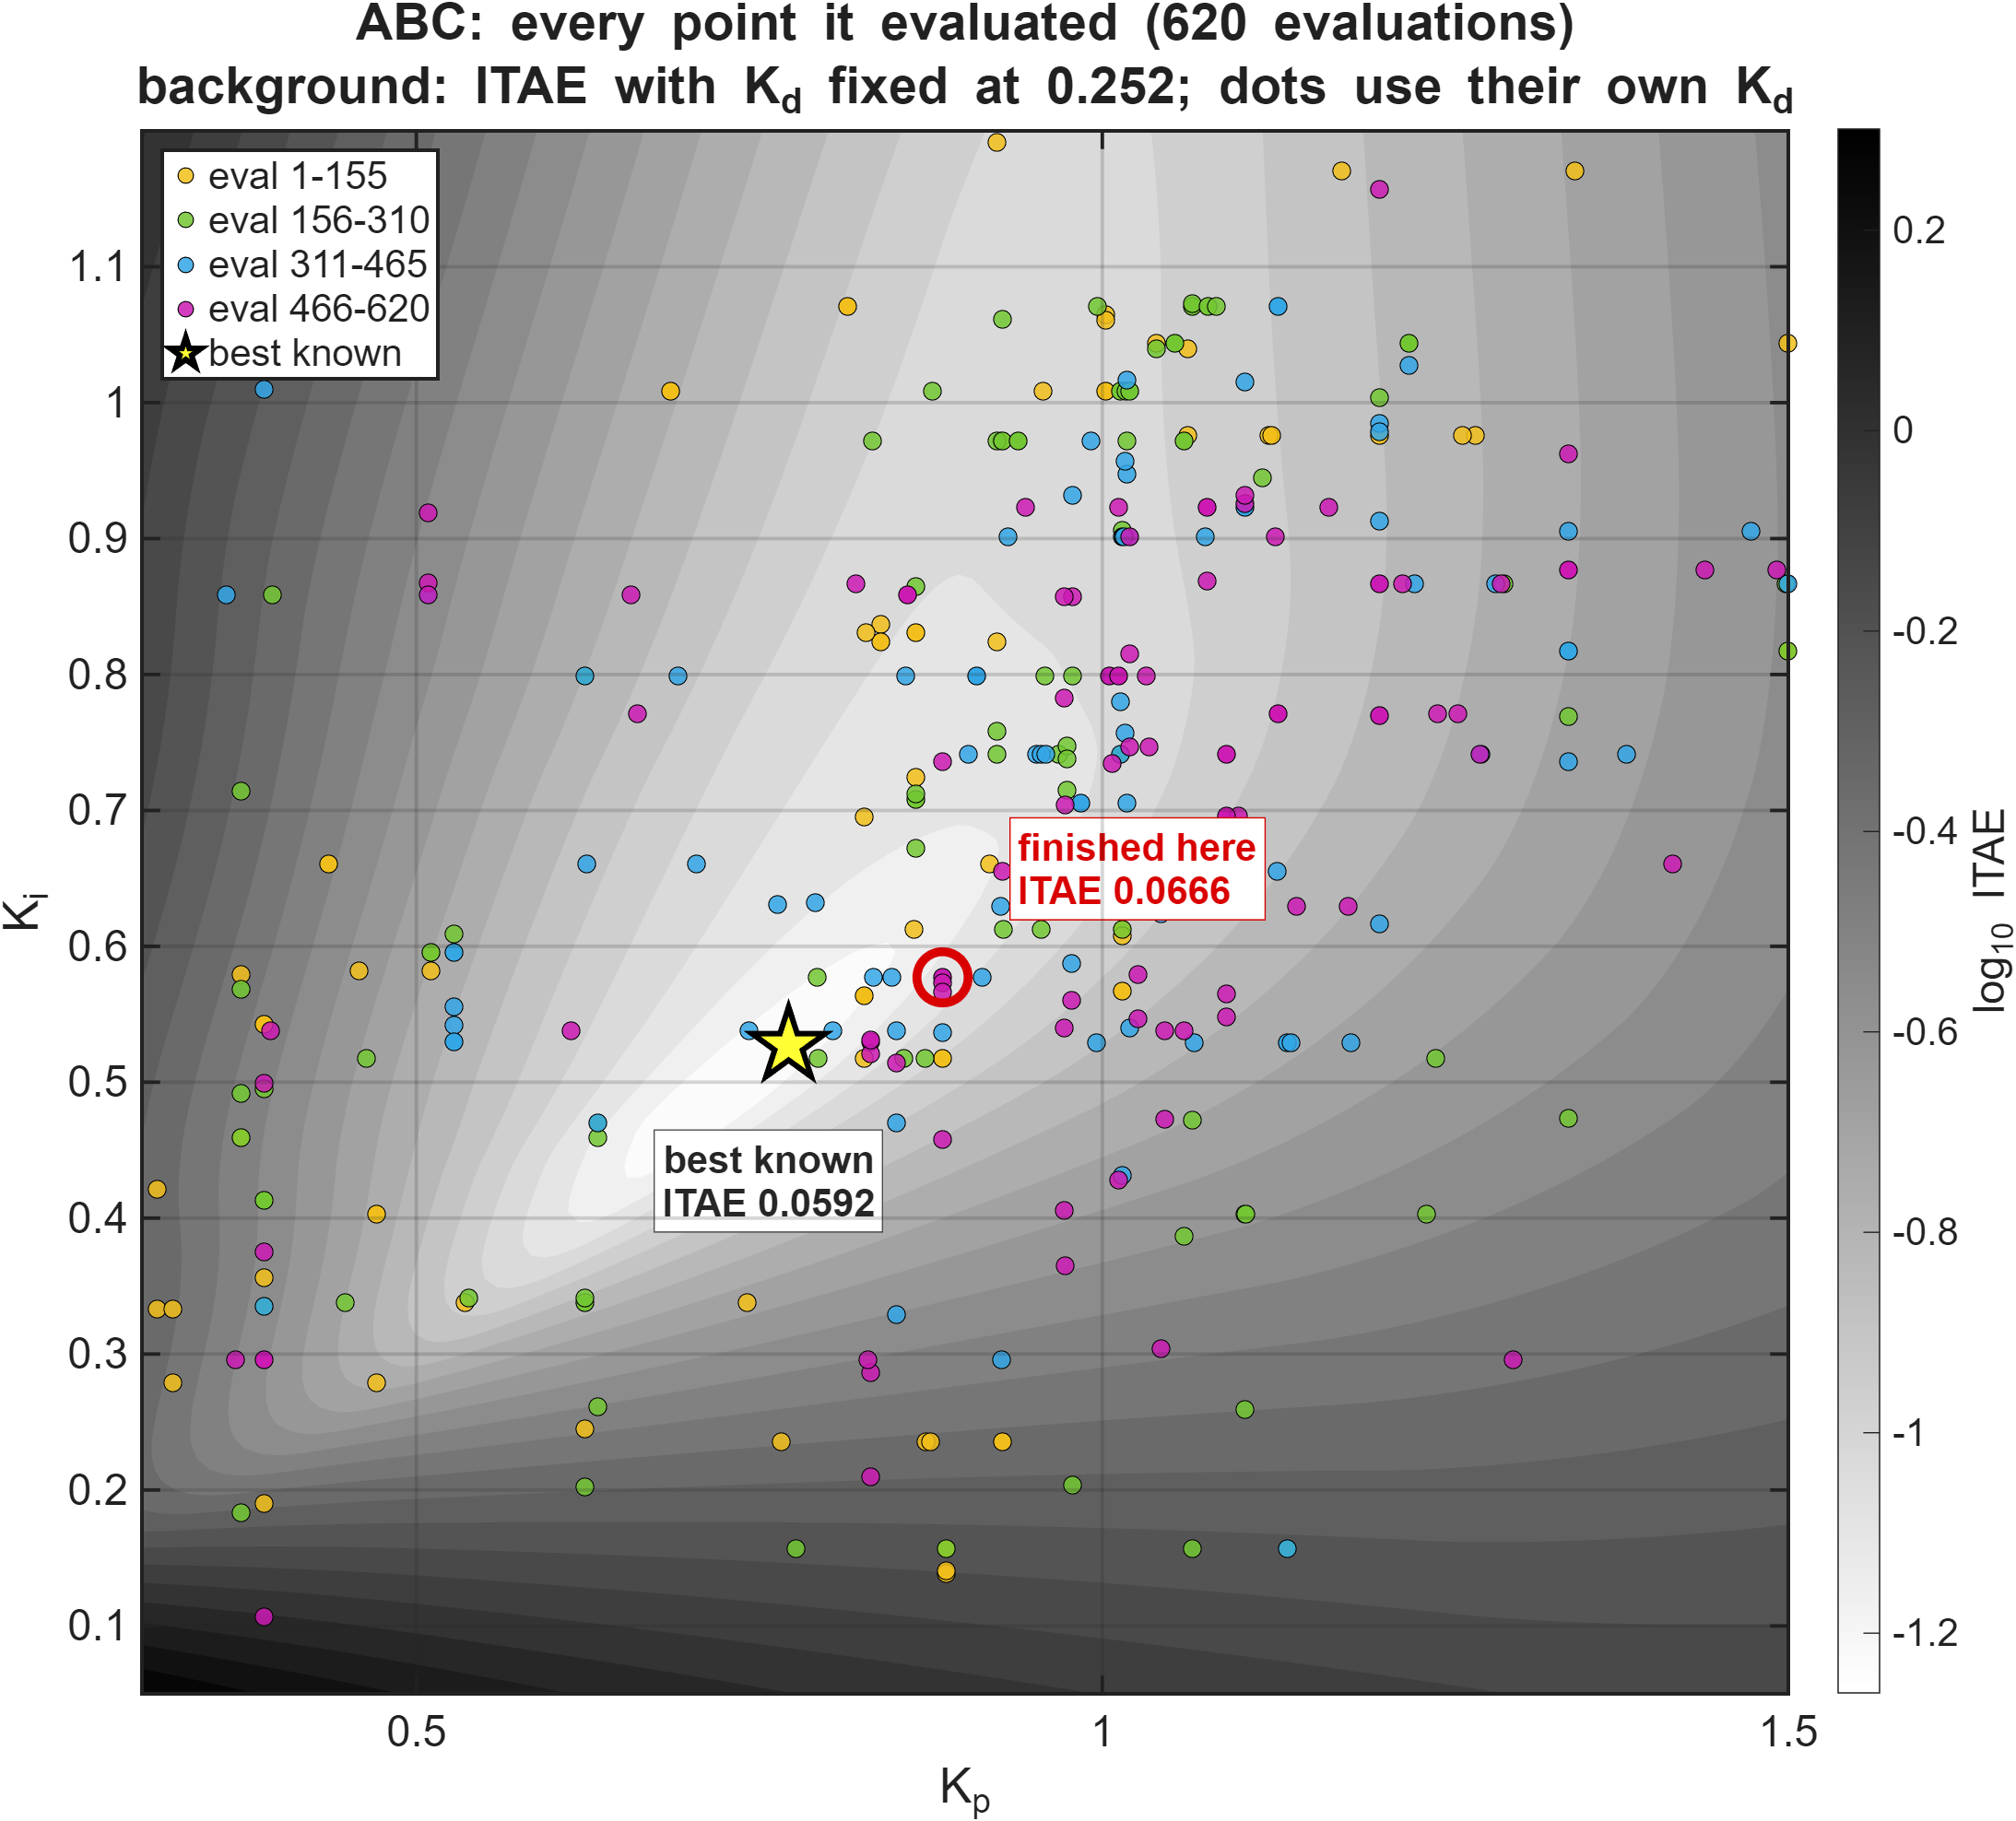 ABC: every point it evaluated (620 evaluations)
background: ITAE with Kd fixed at 0.252; dots use their own Kd
eval 1-155
eval 156-310
eval 311-465
eval 466-620
best known
finished here
ITAE 0.0666
best known
ITAE 0.0592
1.1
1
0.9
0.8
0.7
0.6
0.5
0.4
0.3
0.2
0.1
Ki
0.5
1
1.5
Kp
0.2
0
-0.2
-0.4
-0.6
-0.8
-1
-1.2
log10 ITAE